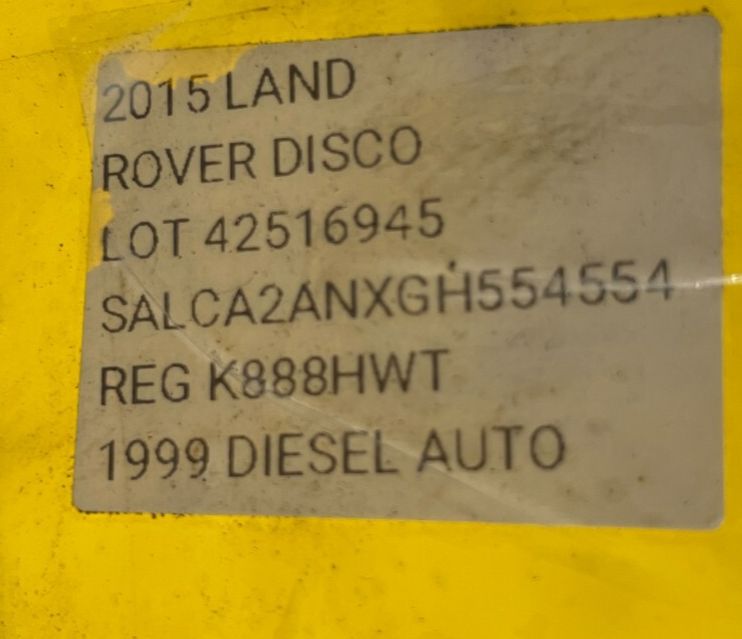 2015 LAND
ROVER DISCO
LOT 42516945
SALCA2ANXGH554554
REG K888HWT
1999 DIESEL AUTO